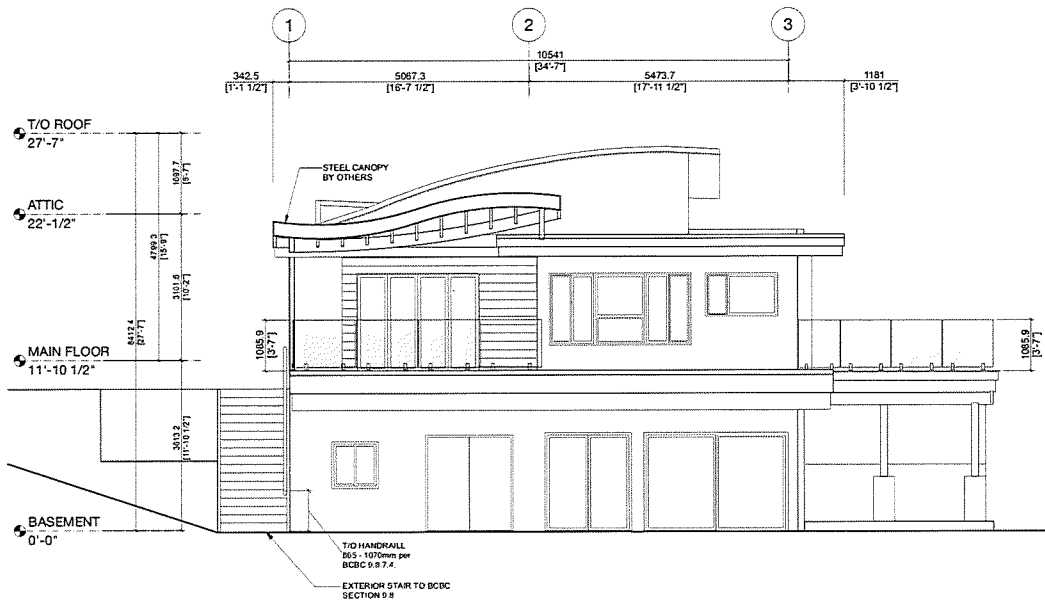 1
2
3
10541
[34'-7"]
342.5
[1'-1 1/2"]
5067.3
[16'-7 1/2"]
5473.7
[17'-11 1/2"]
1181
[3'-10 1/2"]
T/O ROOF
27'-7"
1697.7
[5'-7"]
STEEL CANOPY
BY OTHERS
ATTIC
22'-1/2"
4799.3
[15'-9"]
3101.6
[10'-2"]
8412.4
[27'-7"]
1085.9
[3'-7"]
1085.9
[3'-7"]
MAIN FLOOR
11'-10 1/2"
3613.2
[11'-10 1/2"]
BASEMENT
0'-0"
T/O HANDRAILL
865 - 1070mm per
BCBC 9.8.7.4.
EXTERIOR STAIR TO BCBC
SECTION 9.8